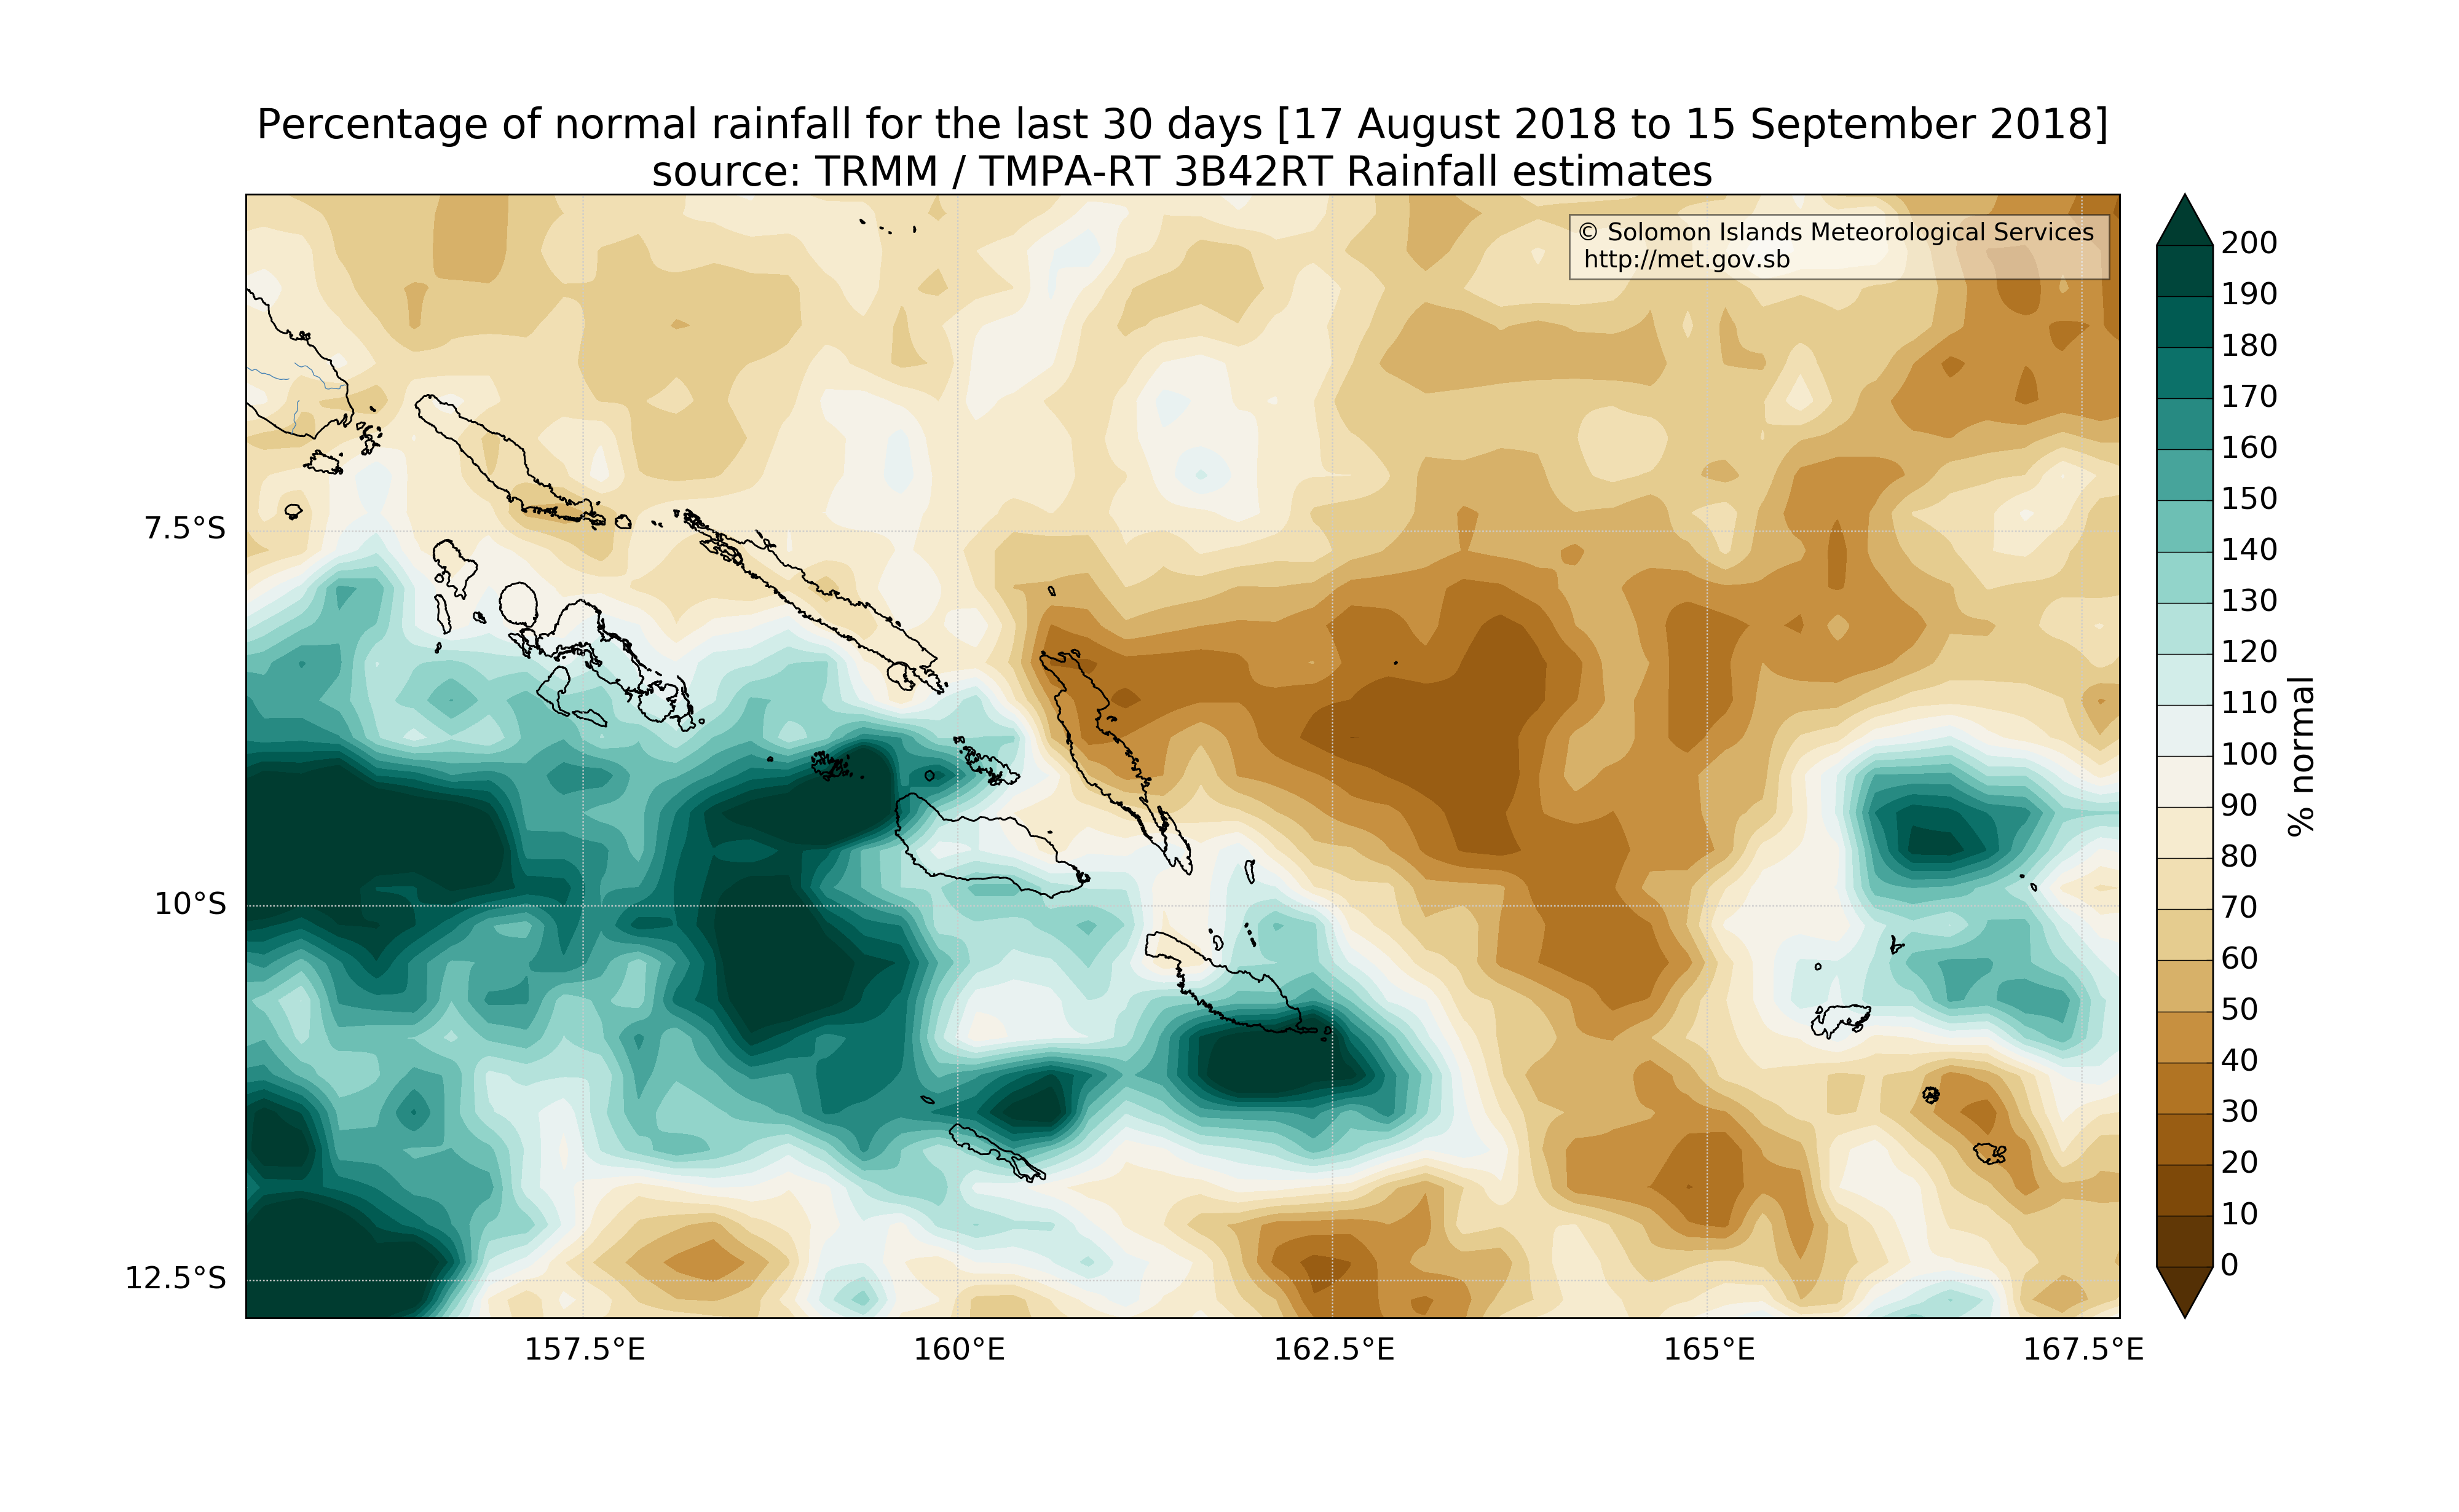 Percentage of normal rainfall for the last 30 days [17 August 2018 to 15 September 2018]
source: TRMM / TMPA-RT 3B42RT Rainfall estimates
© Solomon Islands Meteorological Services
http://met.gov.sb
7.5°S
10°S
12.5°S
157.5°E
160°E
162.5°E
165°E
167.5°E
200
190
180
170
160
150
140
130
120
110
100
90
80
70
60
50
40
30
20
10
0
% normal